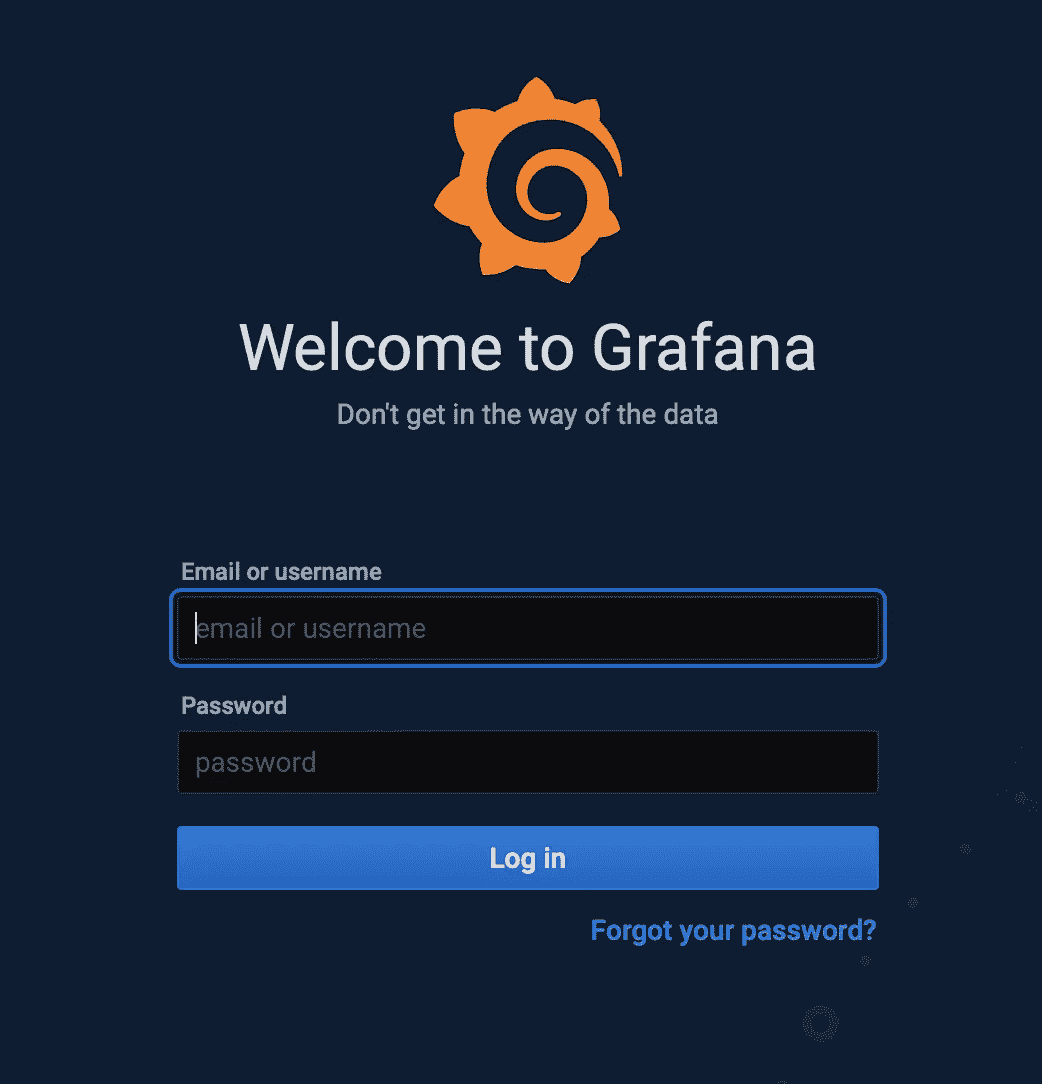 Welcome to Grafana
Don't get in the way of the data
Email or username
email or username
Password
password
Log in
Forgot your password?